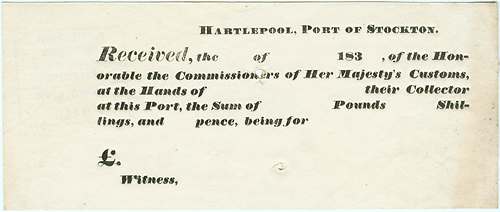 Hartlepool, Port of Stockton.
Received, the of 183 , of the Hon-
orable the Commissioners of Her Majesty's Customs,
at the Hands of their Collector
at this Port, the Sum of Pounds Shil-
lings, and pence, being for
£.
Witness,